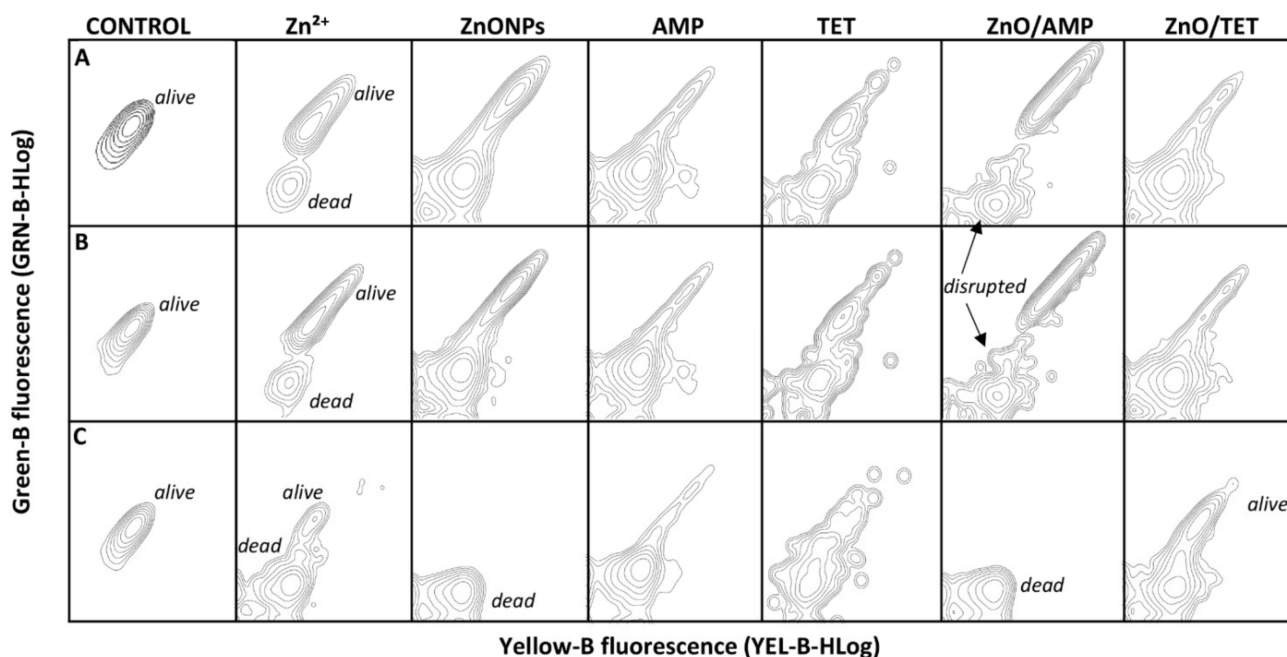 CONTROL Zn²⁺ ZnONPs AMP TET ZnO/AMP ZnO/TET
A
alive
alive
dead
B
alive
alive
dead
disrupted
C
alive
alive
dead
dead
dead
alive
Green-B fluorescence (GRN-B-HLog)
Yellow-B fluorescence (YEL-B-HLog)